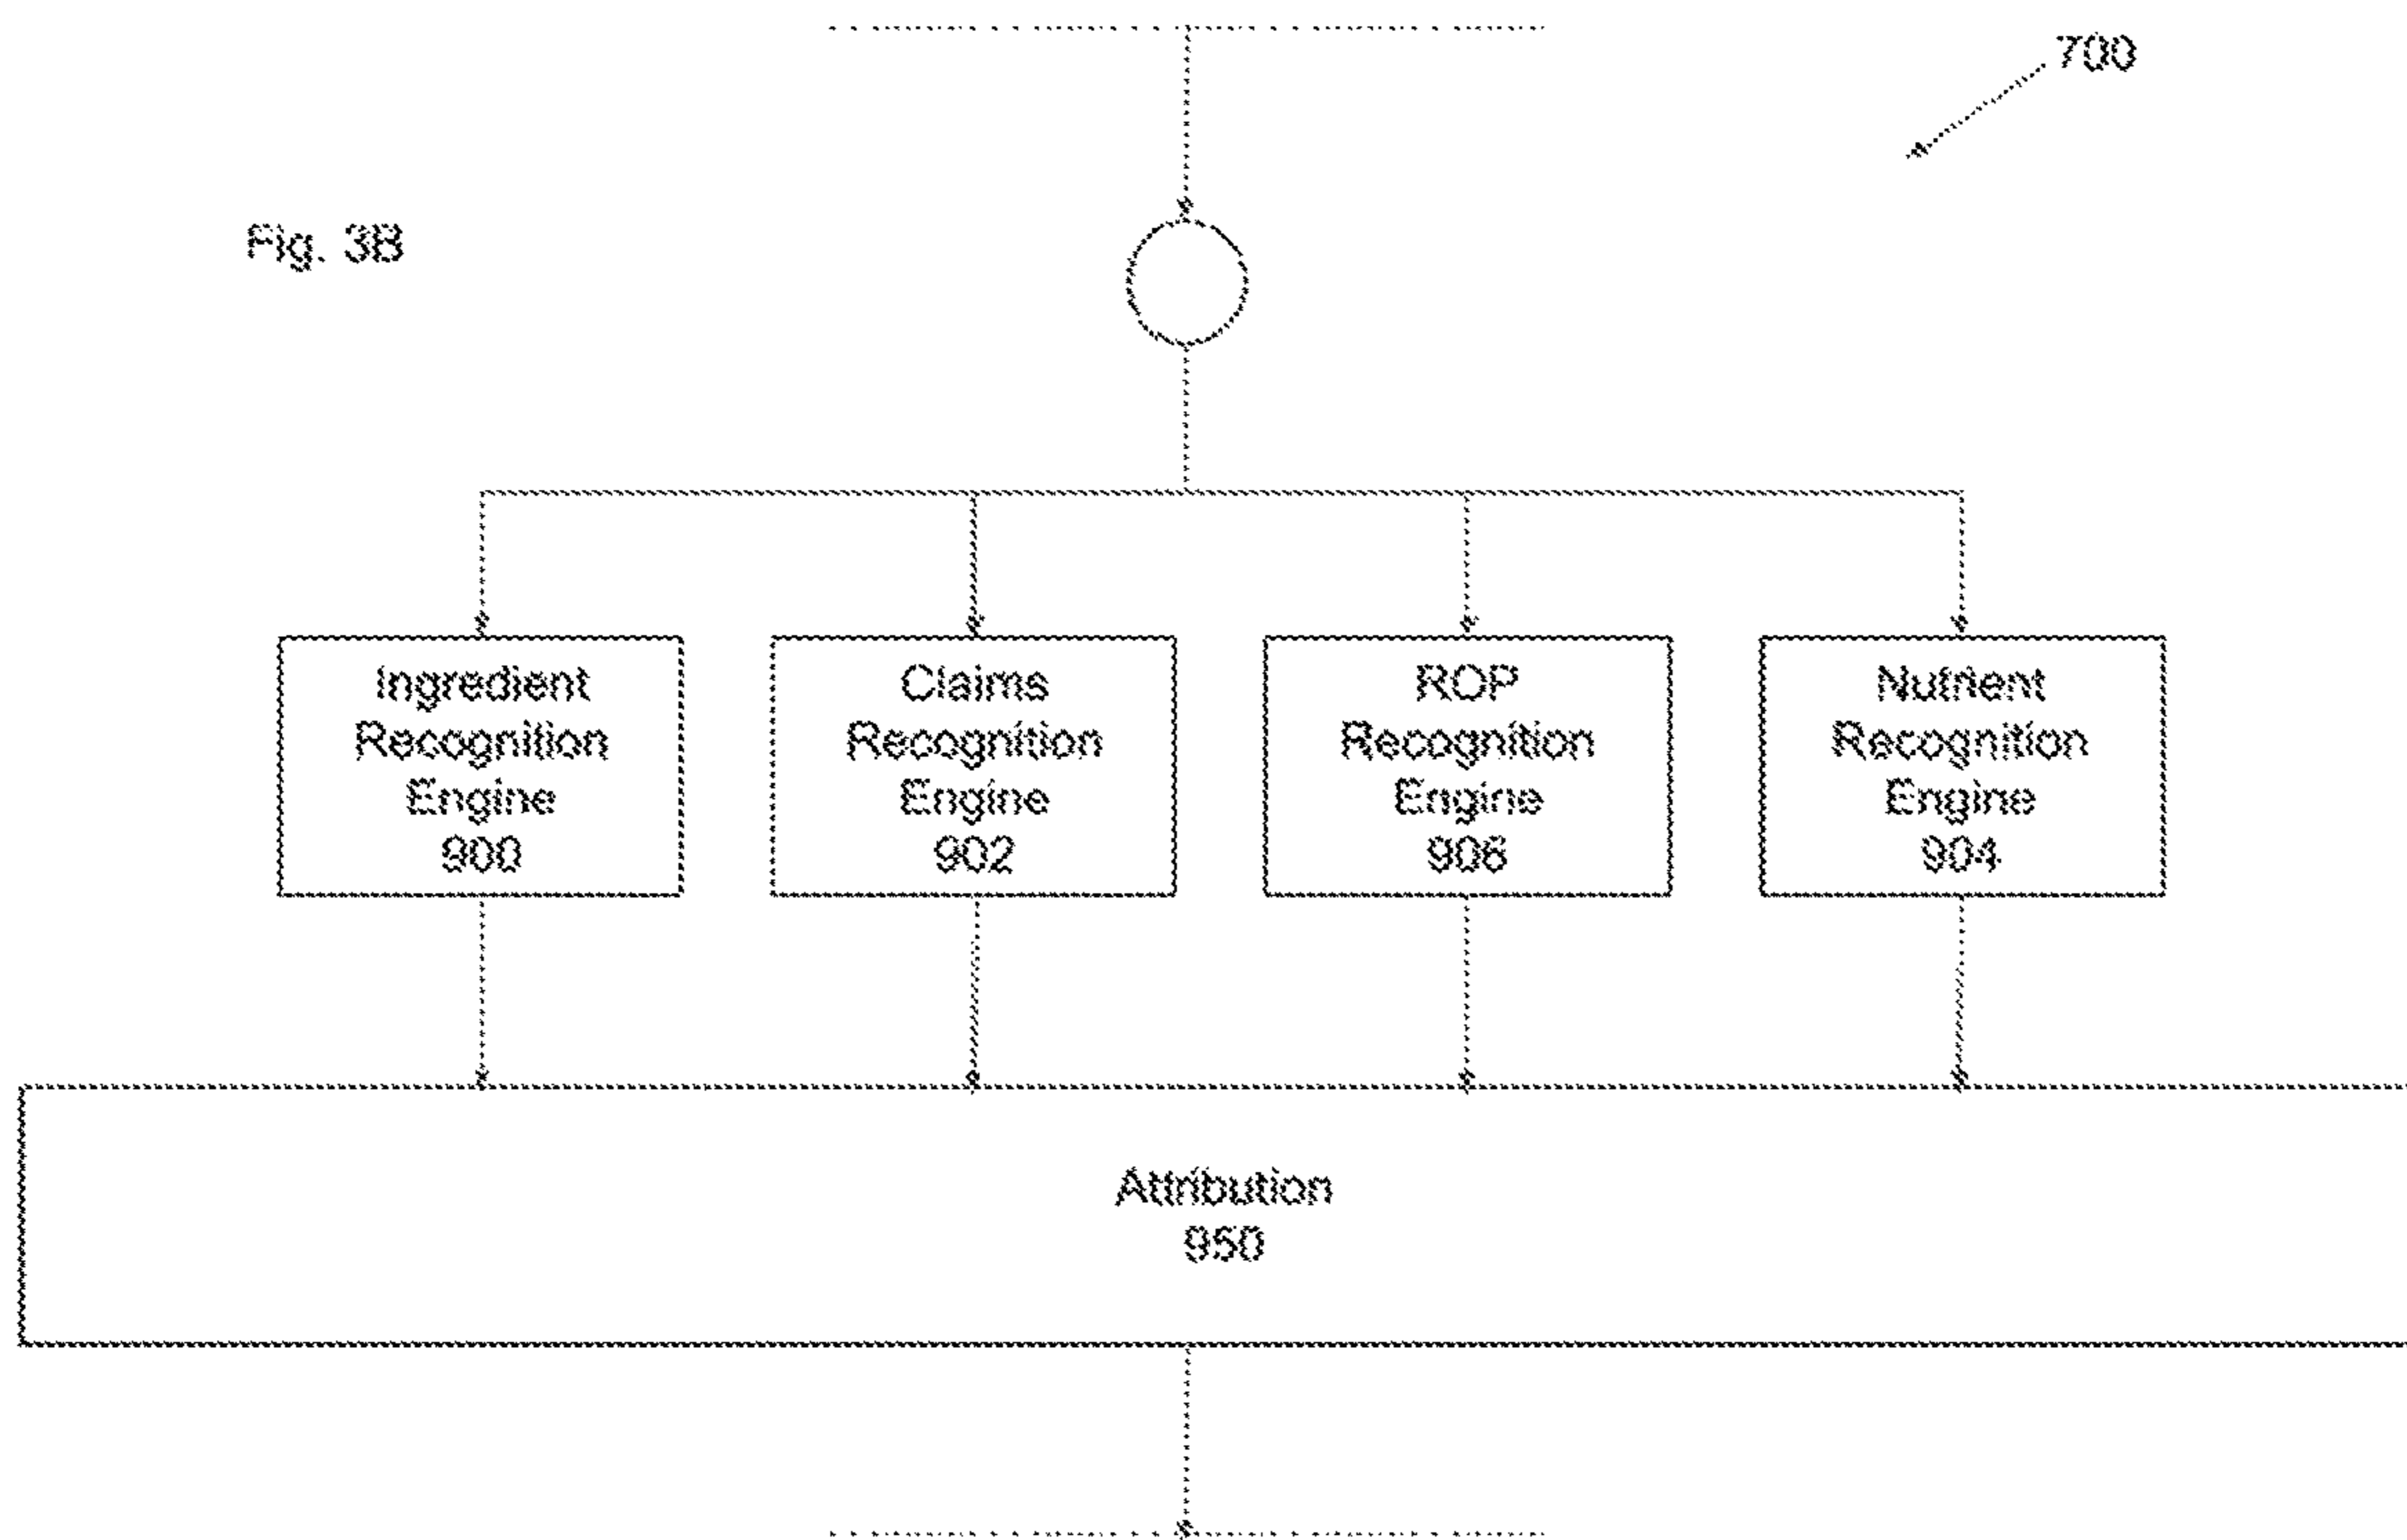 700
Fig. 3B
Ingredient
Recognition
Engine
900
Claims
Recognition
Engine
902
ROP
Recognition
Engine
906
Nutrient
Recognition
Engine
904
Attribution
950